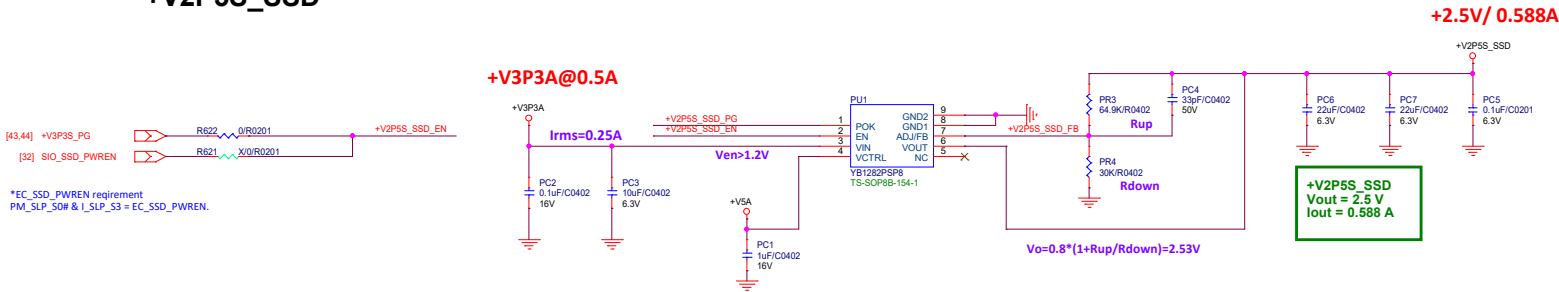 +V2P5S_SSD
+2.5V/ 0.588A
+V2P5S_SSD
+V3P3A@0.5A
+V3P3A
[43,44] +V3P3S_PG
R622
0/R0201
+V2P5S_SSD_EN
[32] SIO_SSD_PWREN
R621
X/0/R0201
*EC_SSD_PWREN reqirement
PM_SLP_S0# & I_SLP_S3 = EC_SSD_PWREN.
Irms=0.25A
PC2
0.1uF/C0402
16V
PC3
10uF/C0402
6.3V
+V2P5S_SSD_PG
+V2P5S_SSD_EN
Ven>1.2V
+V5A
PC1
1uF/C0402
16V
PU1
1 POK
2 EN
3 VIN
4 VCTRL
GND2 9
GND1 8
ADJ/FB 7
VOUT 6
NC 5
YB1282PSP8
TS-SOP8B-154-1
+V2P5S_SSD_FB
PR3
64.9K/R0402
Rup
PC4
33pF/C0402
50V
PR4
30K/R0402
Rdown
Vo=0.8*(1+Rup/Rdown)=2.53V
PC6
22uF/C0402
6.3V
PC7
22uF/C0402
6.3V
PC5
0.1uF/C0201
6.3V
+V2P5S_SSD
Vout = 2.5 V
Iout = 0.588 A